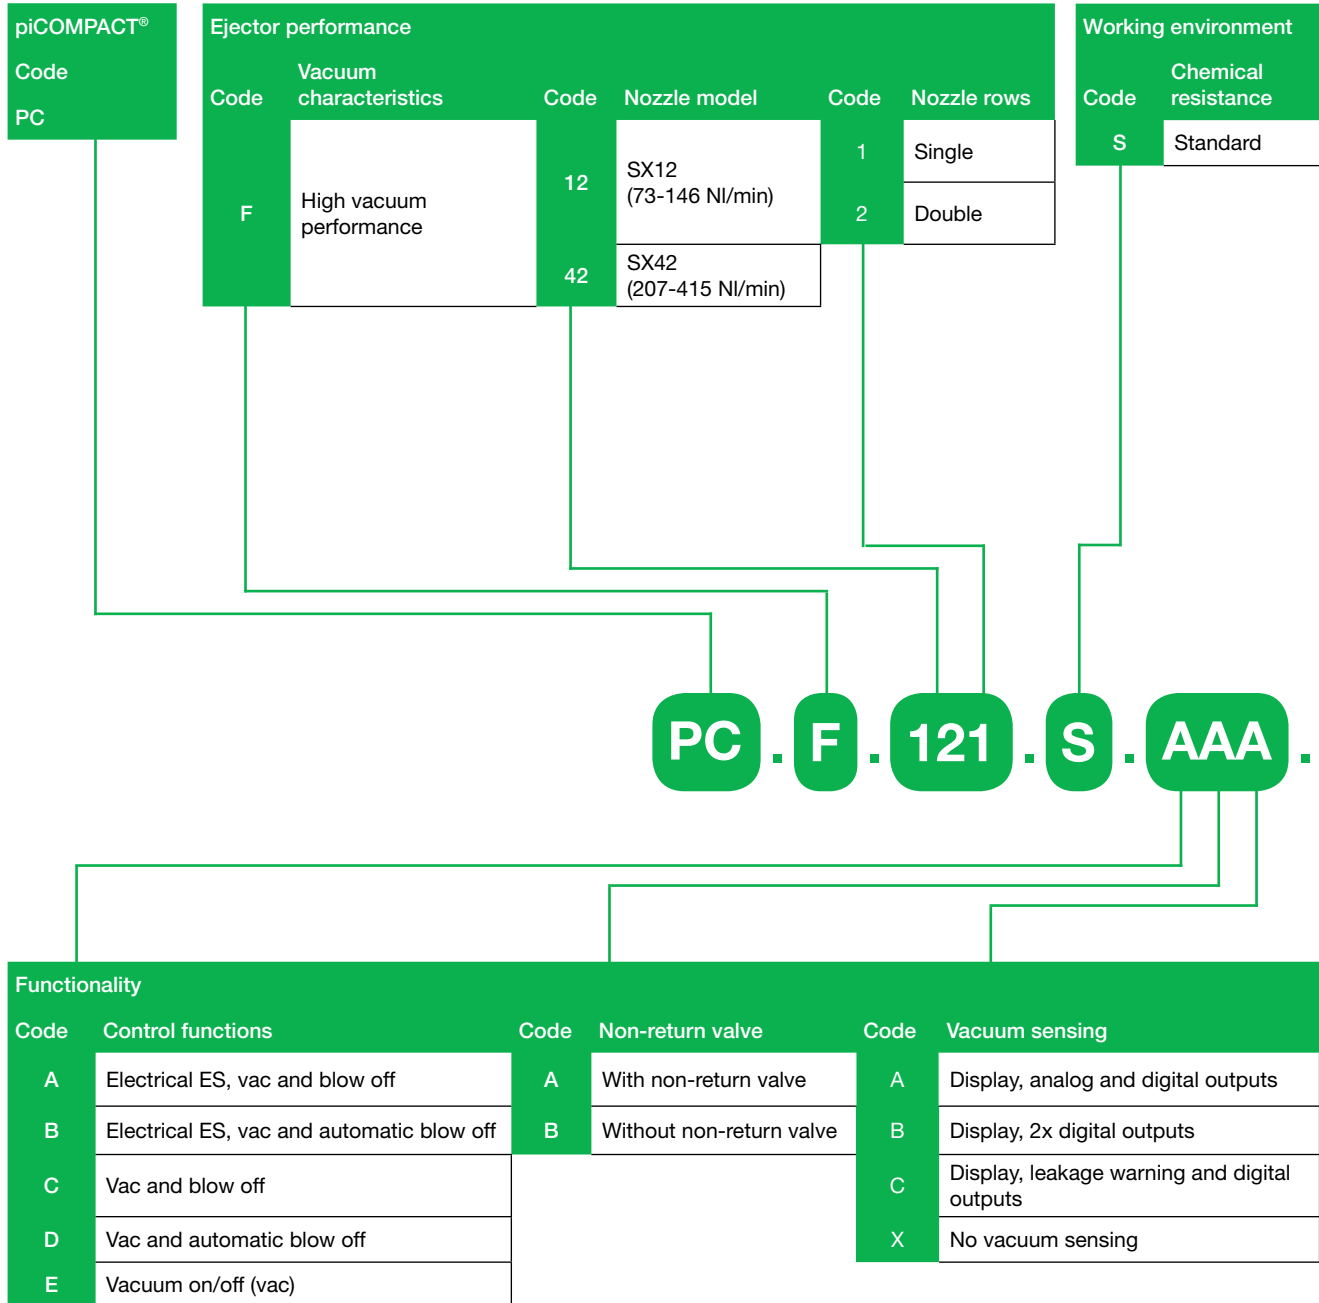 piCOMPACT®
Code
PC
Ejector performance
Code
Vacuum
characteristics
Code
Nozzle model
Code
Nozzle rows
F
High vacuum
performance
12
SX12
(73-146 Nl/min)
42
SX42
(207-415 Nl/min)
1
Single
2
Double
Working environment
Code
Chemical
resistance
S
Standard
PC . F . 121 . S . AAA .
Functionality
Code
Control functions
Code
Non-return valve
Code
Vacuum sensing
A
Electrical ES, vac and blow off
A
With non-return valve
A
Display, analog and digital outputs
B
Electrical ES, vac and automatic blow off
B
Without non-return valve
B
Display, 2x digital outputs
C
Vac and blow off
C
Display, leakage warning and digital
outputs
D
Vac and automatic blow off
X
No vacuum sensing
E
Vacuum on/off (vac)